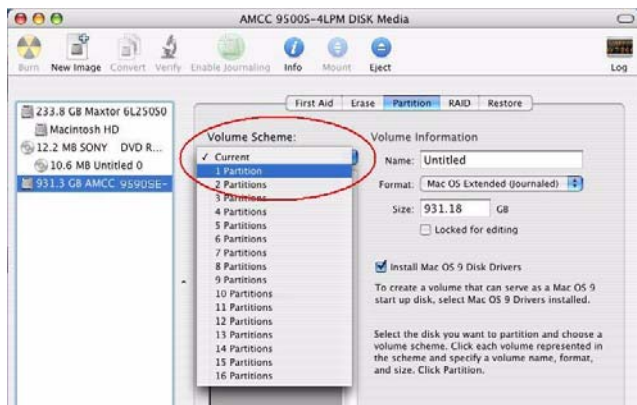 AMCC 9500S-4LPM DISK Media
Burn New Image Convert Verify Enable Journaling Info Mount Eject Log
First Aid Erase Partition RAID Restore
233.8 GB Maxtor 6L250S0
Macintosh HD
12.2 MB SONY DVD R...
10.6 MB Untitled 0
931.3 GB AMCC 9590SE-
Volume Scheme:
✓ Current
1 Partition
2 Partitions
3 Partitions
4 Partitions
5 Partitions
6 Partitions
7 Partitions
8 Partitions
9 Partitions
10 Partitions
11 Partitions
12 Partitions
13 Partitions
14 Partitions
15 Partitions
16 Partitions
Volume Information
Name: Untitled
Format: Mac OS Extended (Journaled)
Size: 931.18 GB
Locked for editing
Install Mac OS 9 Disk Drivers
To create a volume that can serve as a Mac OS 9
start up disk, select Mac OS 9 Drivers installed.
Select the disk you want to partition and choose a
volume scheme. Click each volume represented in
the scheme and specify a volume name, format,
and size. Click Partition.